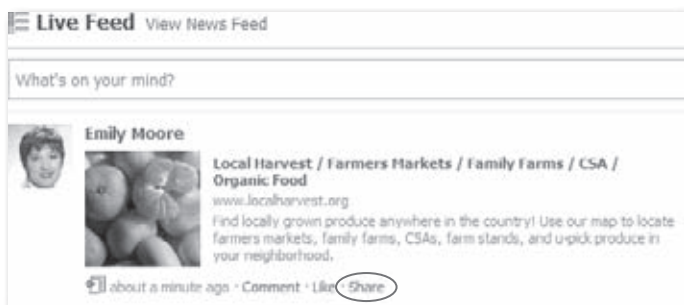 Live Feed View News Feed
What's on your mind?
Emily Moore
Local Harvest / Farmers Markets / Family Farms / CSA /
Organic Food
www.localharvest.org
Find locally grown produce anywhere in the country! Use our map to locate
farmers markets, family farms, CSAs, farm stands, and u-pick produce in
your neighborhood.
about a minute ago · Comment · Like · Share